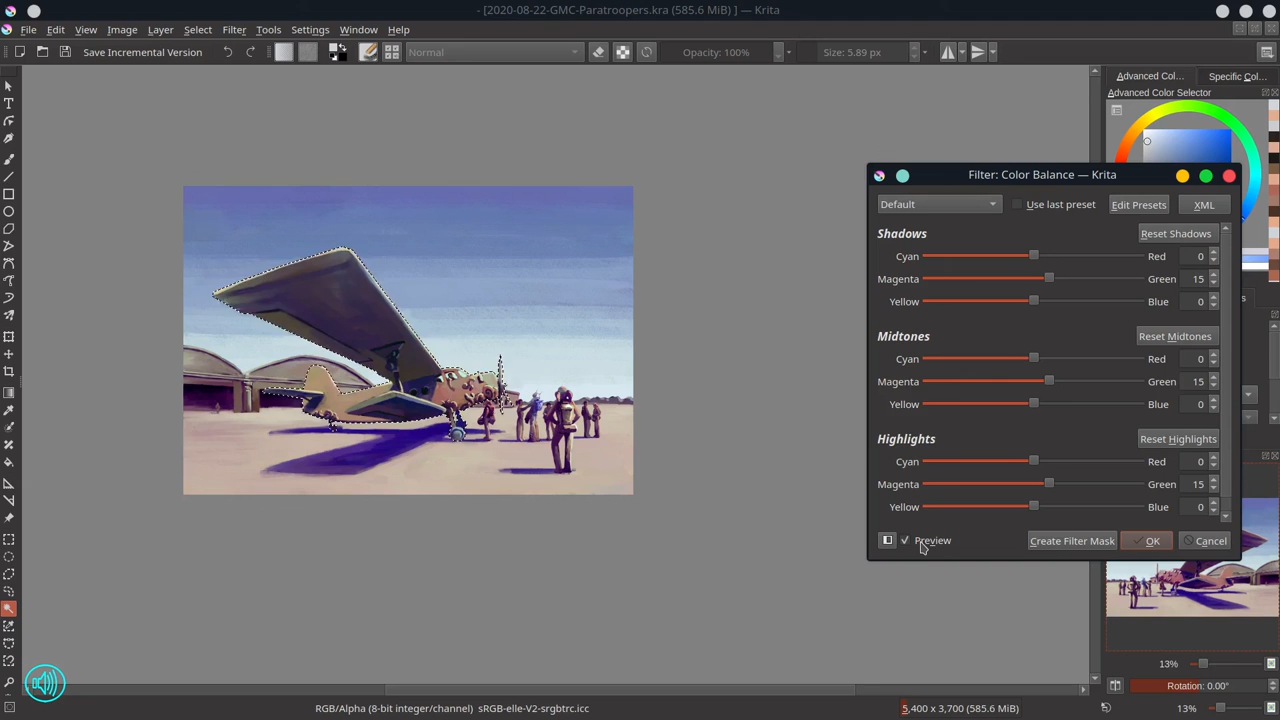 - [2020-08-22-GMC-Paratroopers.kra (585.6 MiB) ] — Krita
File Edit View Image Layer Select Filter Tools Settings Window Help
Save Incremental Version Normal Opacity: 100% Size: 5.89 px
Advanced Col... Specific Col...
Advanced Color Selector
Filter: Color Balance — Krita
Default Use last preset Edit Presets XML
Shadows Reset Shadows
Cyan Red 0
Magenta Green 15
Yellow Blue 0
Midtones Reset Midtones
Cyan Red 0
Magenta Green 15
Yellow Blue 0
Highlights Reset Highlights
Cyan Red 0
Magenta Green 15
Yellow Blue 0
Preview Create Filter Mask OK Cancel
13%
Rotation: 0.00°
RGB/Alpha (8-bit integer/channel) sRGB-elle-V2-srgbtrc.icc 5,400 x 3,700 (585.6 MiB) 13%